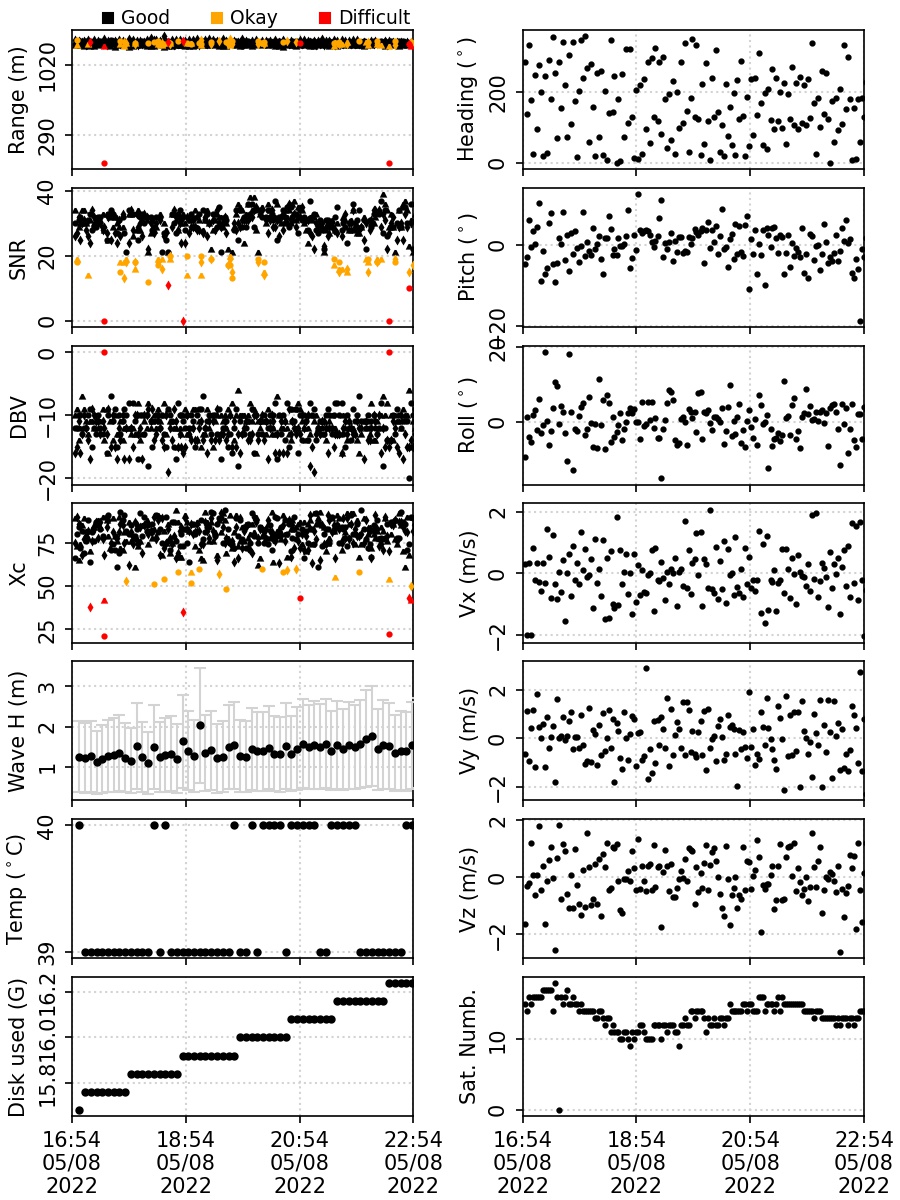 Good Okay Difficult
Range (m)
1020
290
Heading (°)
200
0
SNR
40
20
0
Pitch (°)
0
−20
DBV
0
−10
−20
Roll (°)
20
0
Xc
75
50
25
Vx (m/s)
2
0
−2
Wave H (m)
3
2
1
Vy (m/s)
2
0
−2
Temp (°C)
40
39
Vz (m/s)
2
0
−2
Disk used (G)
16.2
16.0
15.8
Sat. Numb.
10
0
16:54 18:54 20:54 22:54
05/08 05/08 05/08 05/08
2022 2022 2022 2022
16:54 18:54 20:54 22:54
05/08 05/08 05/08 05/08
2022 2022 2022 2022